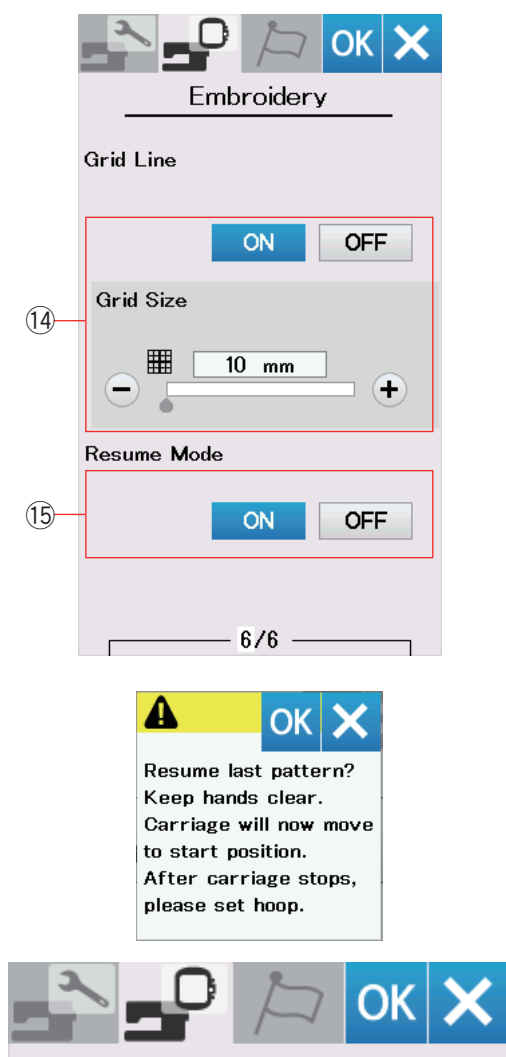 OK
Embroidery
Grid Line
ON OFF
Grid Size
⑭
10 mm
− +
Resume Mode
⑮
ON OFF
6/6
OK
Resume last pattern?
Keep hands clear.
Carriage will now move
to start position.
After carriage stops,
please set hoop.
OK